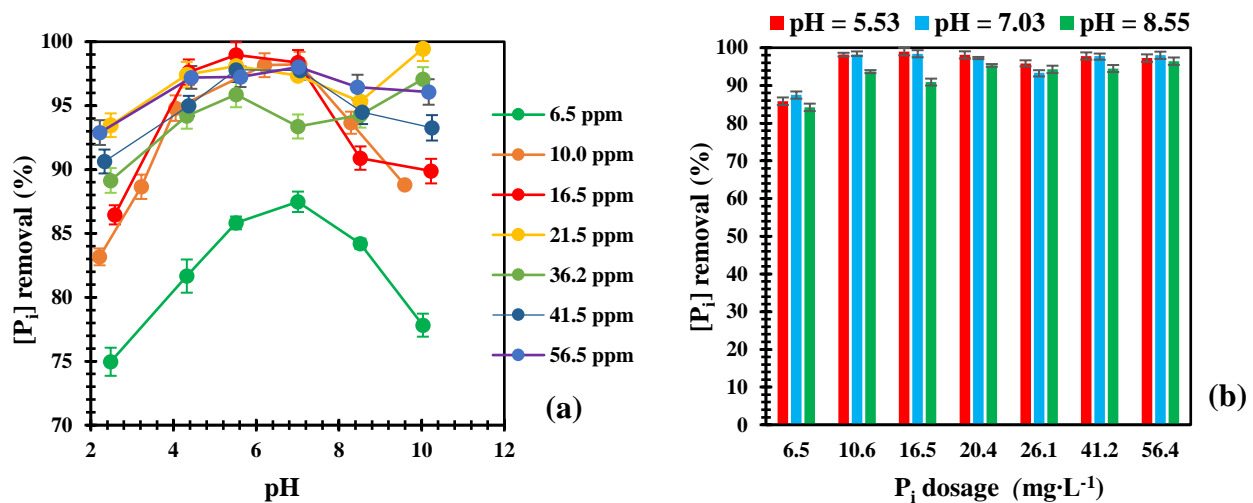 100
95
90
85
80
75
70
[Pᵢ] removal (%)
2 4 6 8 10 12
pH
(a)
6.5 ppm
10.0 ppm
16.5 ppm
21.5 ppm
36.2 ppm
41.5 ppm
56.5 ppm
pH = 5.53 pH = 7.03 pH = 8.55
100
90
80
70
60
50
40
30
20
10
0
[Pᵢ] removal (%)
6.5 10.6 16.5 20.4 26.1 41.2 56.4
Pᵢ dosage (mg·L⁻¹)
(b)